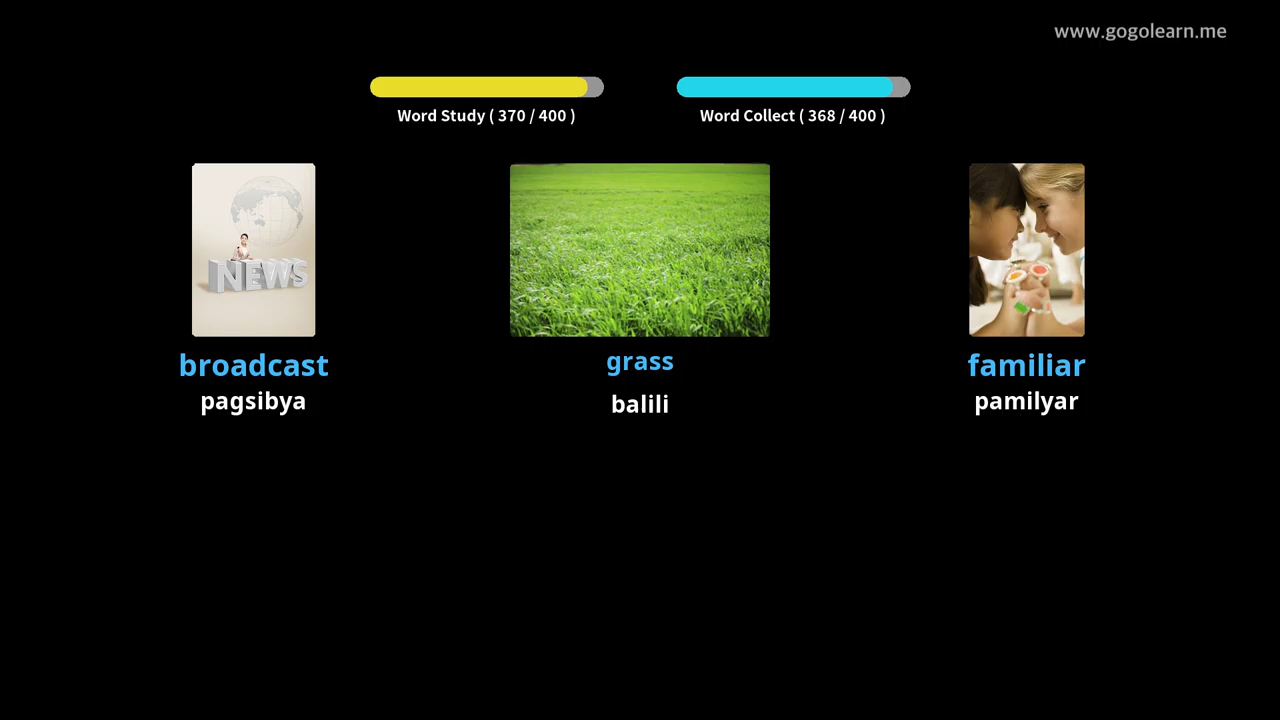 www.gogolearn.me
Word Study ( 370 / 400 )
Word Collect ( 368 / 400 )
NEWS
broadcast
pagsibya
grass
balili
familiar
pamilyar